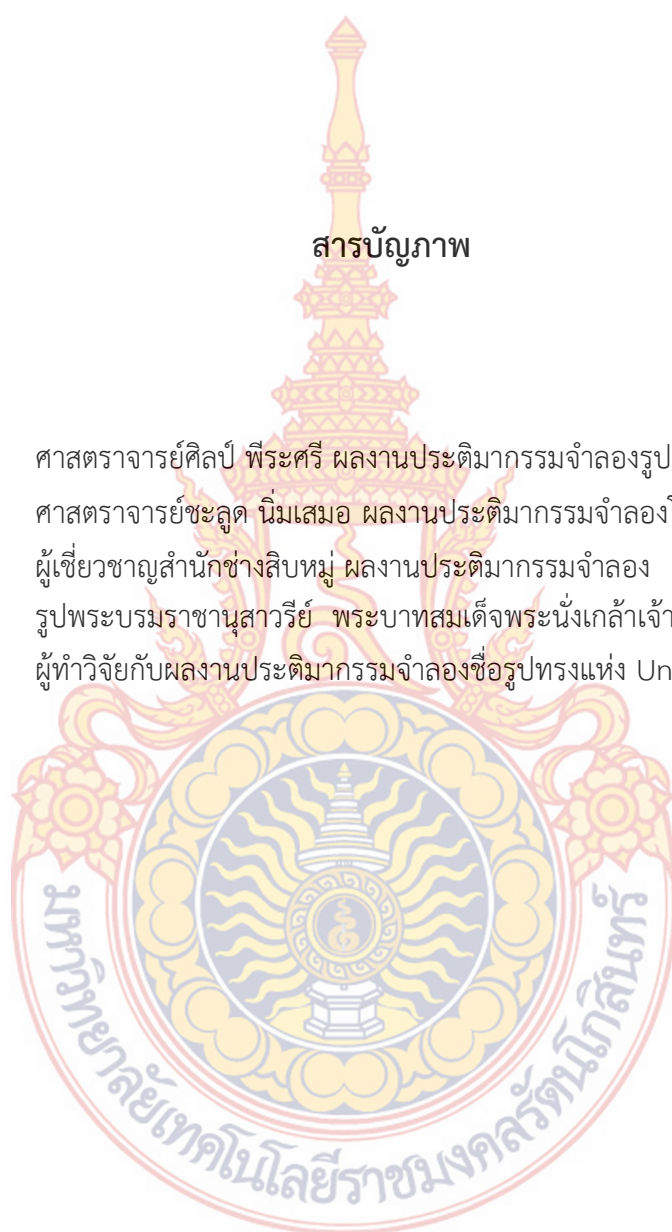 สารบัญภาพ
ศาสตราจารย์ศิลป์ พีระศรี ผลงานประติมากรรมจำลองรูป
ศาสตราจารย์ชะลูด นิ่มเสมอ ผลงานประติมากรรมจำลอง
ผู้เชี่ยวชาญสำนักช่างสิบหมู่ ผลงานประติมากรรมจำลอง
รูปพระบรมราชานุสาวรีย์ พระบาทสมเด็จพระนั่งเกล้าเจ้า
ผู้ทำวิจัยกับผลงานประติมากรรมจำลองชื่อรูปทรงแห่ง Un
มหาวิทยาลัยเทคโนโลยีราชมงคลรัตนโกสินทร์